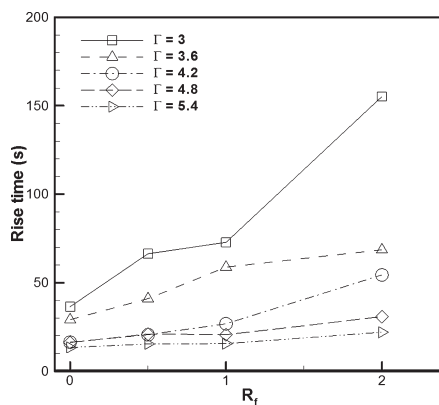 200
150
100
50
0
Rise time (s)
Γ = 3
Γ = 3.6
Γ = 4.2
Γ = 4.8
Γ = 5.4
0 1 2
R_f